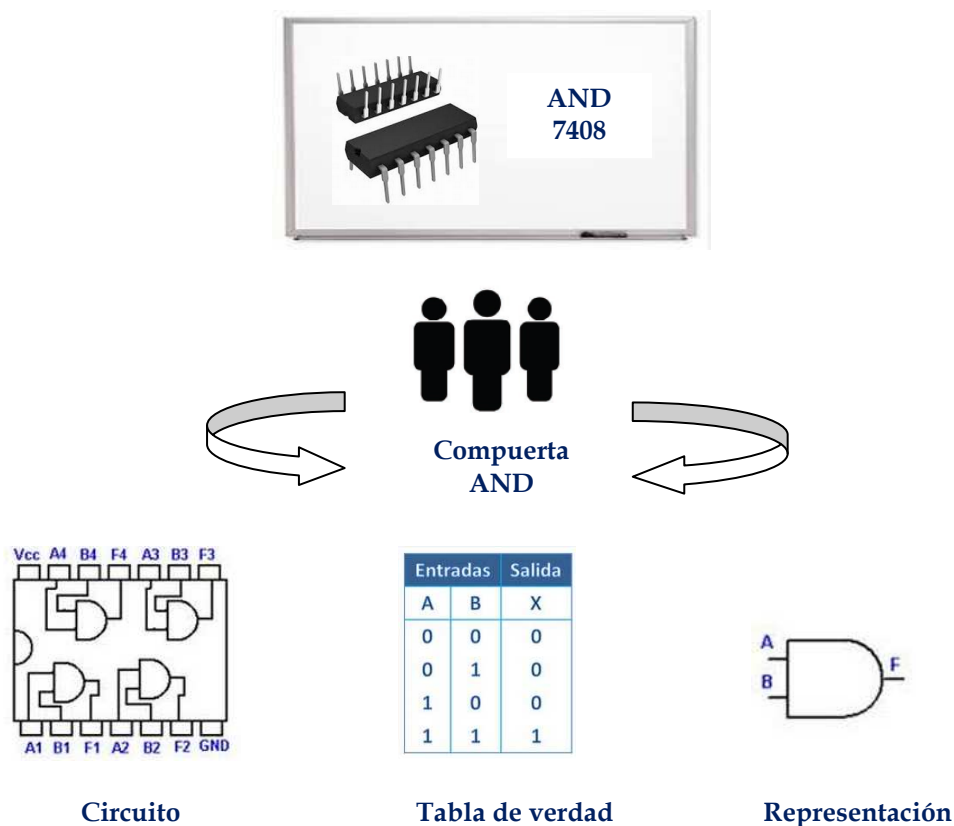 AND
7408
Compuerta
AND
Vcc A4 B4 F4 A3 B3 F3
A1 B1 F1 A2 B2 F2 GND
Entradas Salida
A B X
0 0 0
0 1 0
1 0 0
1 1 1
A
F
B
Circuito
Tabla de verdad
Representación